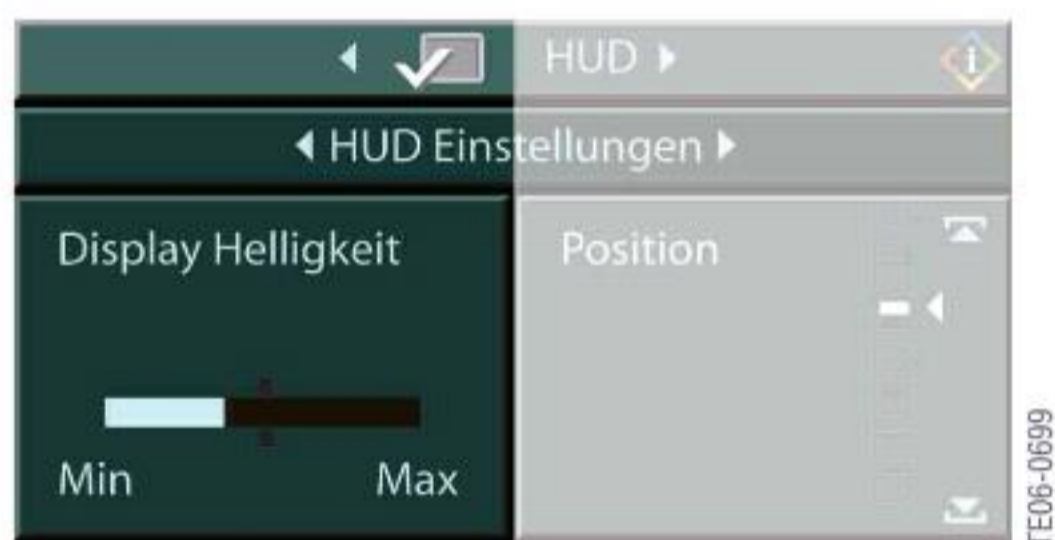 HUD
HUD Einstellungen
Display Helligkeit
Position
Min Max
TE06-0699